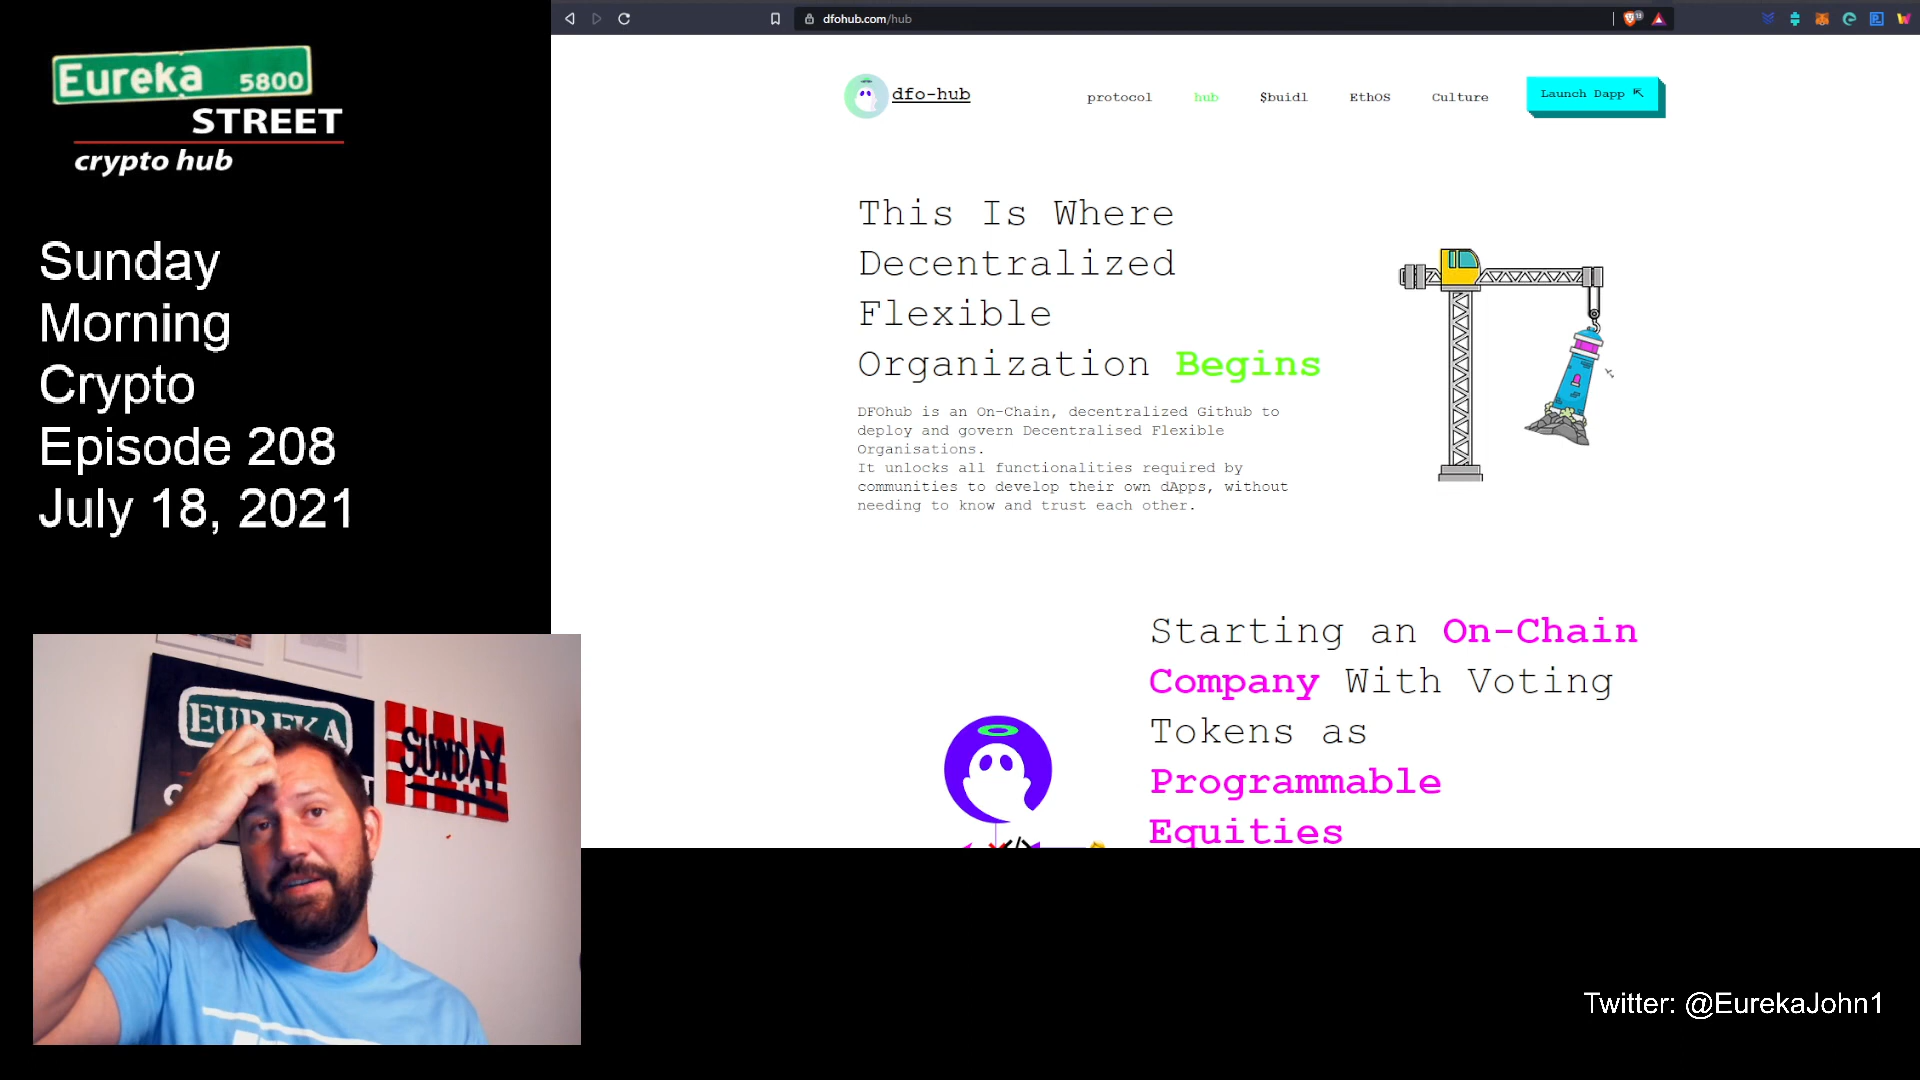 Eureka 5800
STREET
crypto hub
Sunday
Morning
Crypto
Episode 208
July 18, 2021
dfohub.com/hub
dfo-hub
protocol
hub
$buidl
EthOS
Culture
Launch Dapp
This Is Where
Decentralized
Flexible
Organization Begins
DFOhub is an On-Chain, decentralized Github to
deploy and govern Decentralised Flexible
Organisations.
It unlocks all functionalities required by
communities to develop their own dApps, without
needing to know and trust each other.
Starting an On-Chain
Company With Voting
Tokens as
Programmable
Equities
</>
EUREKA
SUNDAY
Twitter: @EurekaJohn1